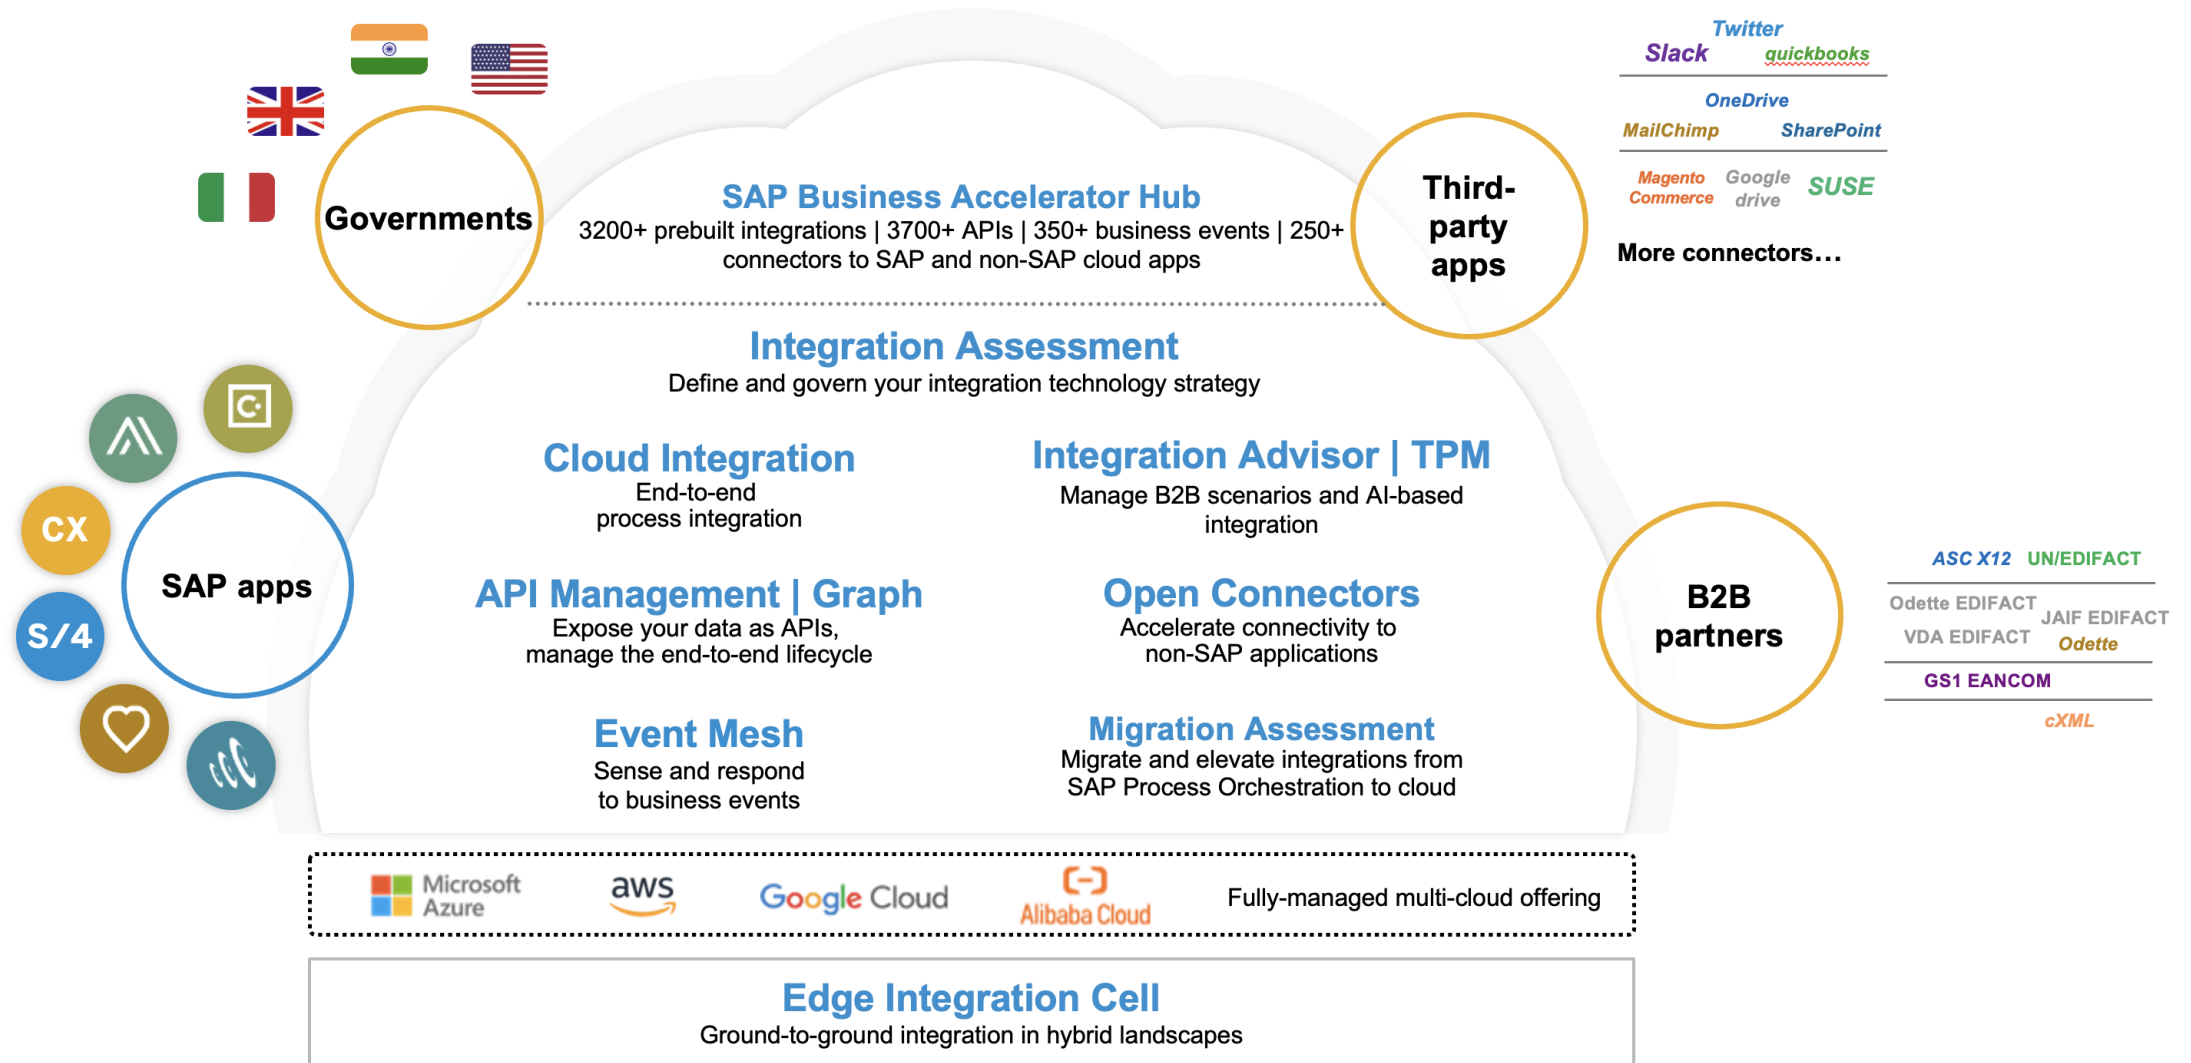 Twitter
Slack quickbooks
OneDrive
MailChimp SharePoint
Magento Commerce
Google drive
SUSE
More connectors...
Governments
Third-
party
apps
SAP Business Accelerator Hub
3200+ prebuilt integrations | 3700+ APIs | 350+ business events | 250+
connectors to SAP and non-SAP cloud apps
Integration Assessment
Define and govern your integration technology strategy
Cloud Integration
End-to-end
process integration
Integration Advisor | TPM
Manage B2B scenarios and AI-based
integration
API Management | Graph
Expose your data as APIs,
manage the end-to-end lifecycle
Open Connectors
Accelerate connectivity to
non-SAP applications
Event Mesh
Sense and respond
to business events
Migration Assessment
Migrate and elevate integrations from
SAP Process Orchestration to cloud
C
CX
S/4
SAP apps
B2B
partners
ASC X12 UN/EDIFACT
Odette EDIFACT
JAIF EDIFACT
VDA EDIFACT
Odette
GS1 EANCOM
cXML
Microsoft
Azure
aws
Google Cloud
Alibaba Cloud
Fully-managed multi-cloud offering
Edge Integration Cell
Ground-to-ground integration in hybrid landscapes